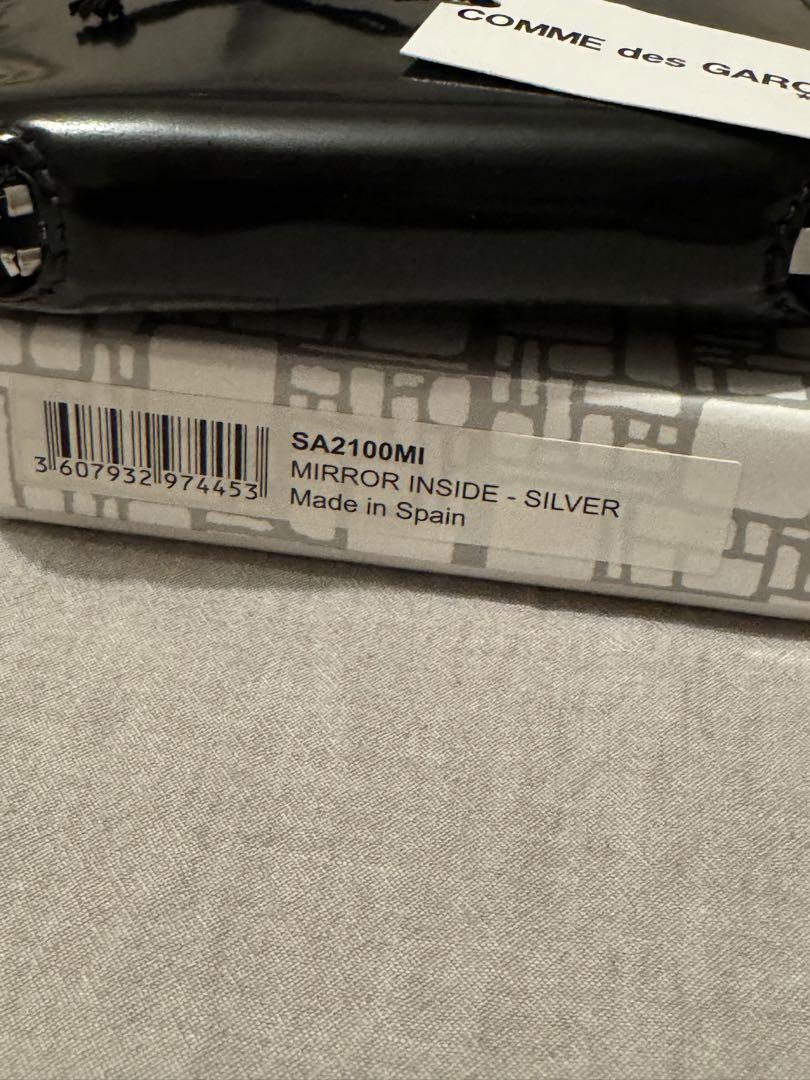 COMME des GARÇ
SA2100MI
MIRROR INSIDE - SILVER
Made in Spain
3 607932 974453